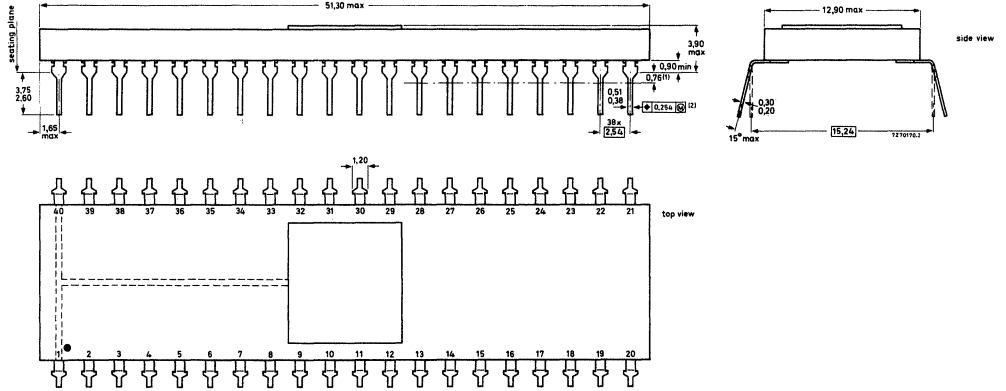 51,30 max
seating plane
3,90
max
0,90 min
0,76(1)
3,75
2,60
0,51
0,38
0,254 M (2)
1,65
max
38x
2,54
12,90 max
side view
0,30
0,20
15° max
15,24
7Z70170.2
1,20
40 39 38 37 36 35 34 33 32 31 30 29 28 27 26 25 24 23 22 21
top view
1 2 3 4 5 6 7 8 9 10 11 12 13 14 15 16 17 18 19 20